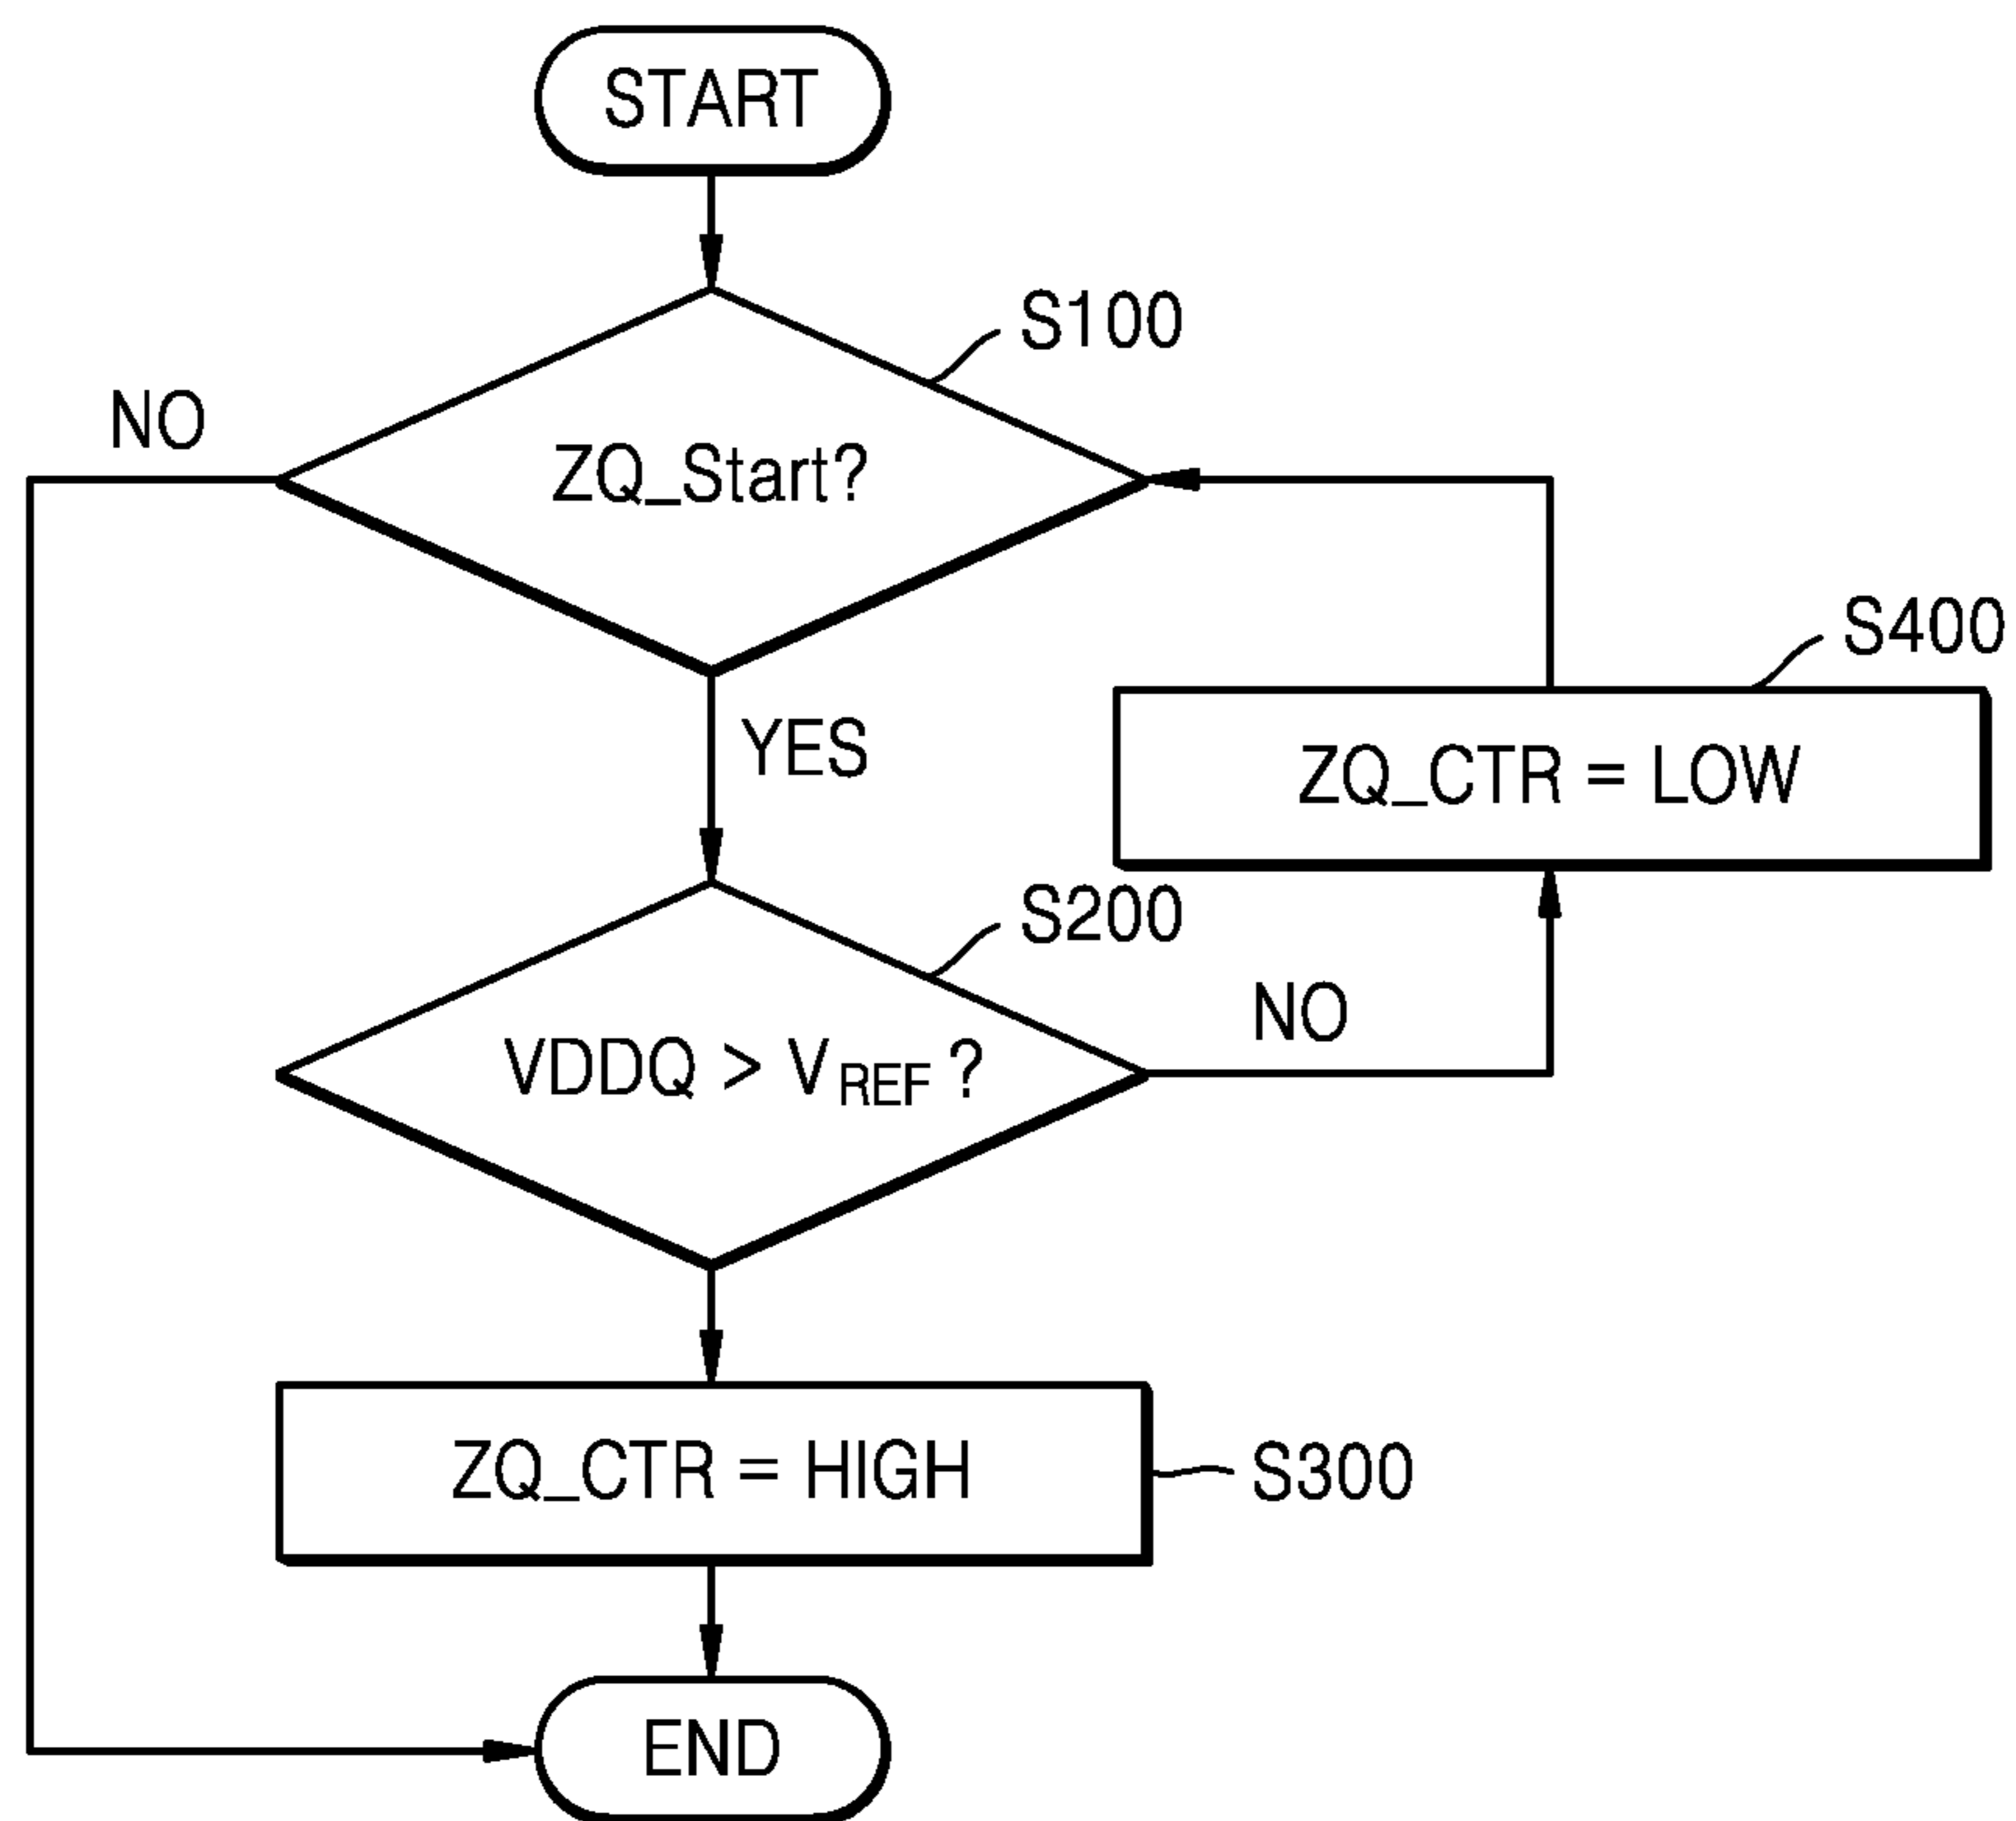 START
S100
NO
ZQ_Start?
S400
YES
ZQ_CTR = LOW
S200
NO
VDDQ > VREF ?
ZQ_CTR = HIGH
S300
END